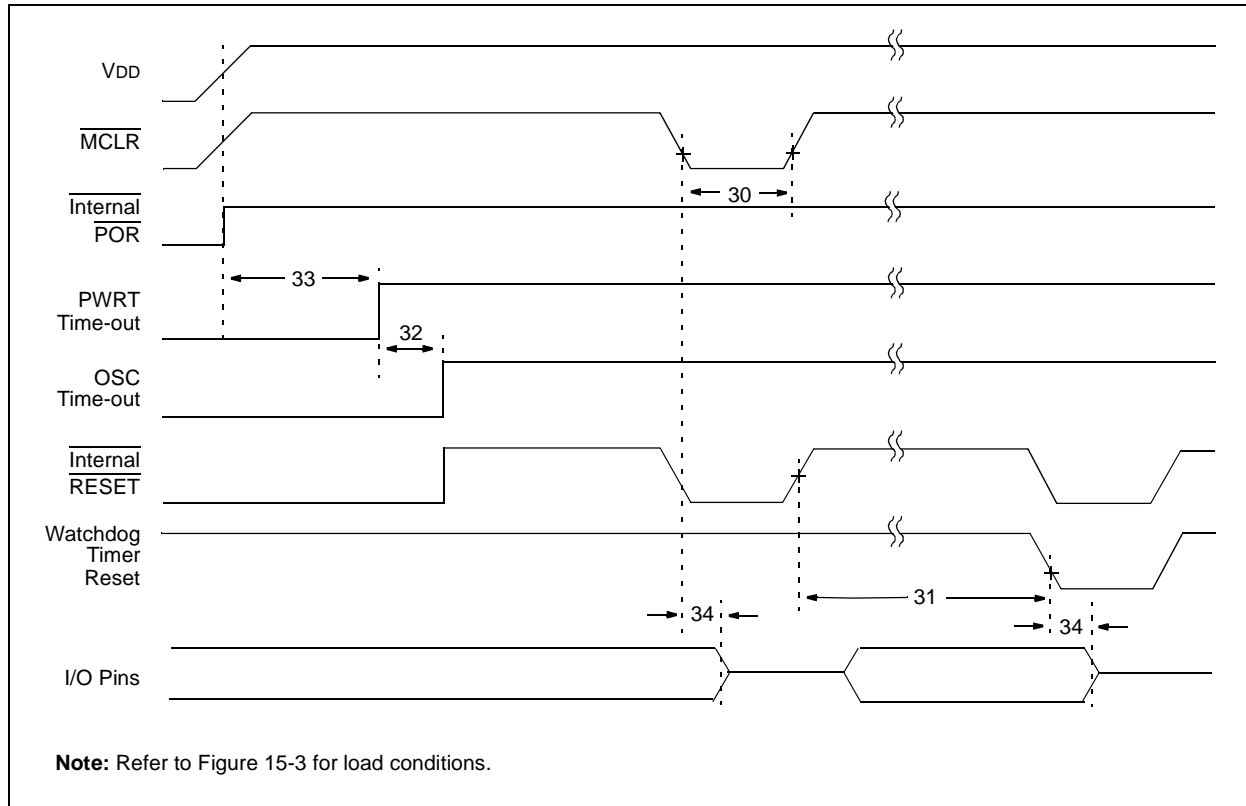 VDD
MCLR
30
Internal
POR
33
PWRT
Time-out
32
OSC
Time-out
Internal
RESET
Watchdog
Timer
Reset
31
34
34
I/O Pins
Note: Refer to Figure 15-3 for load conditions.